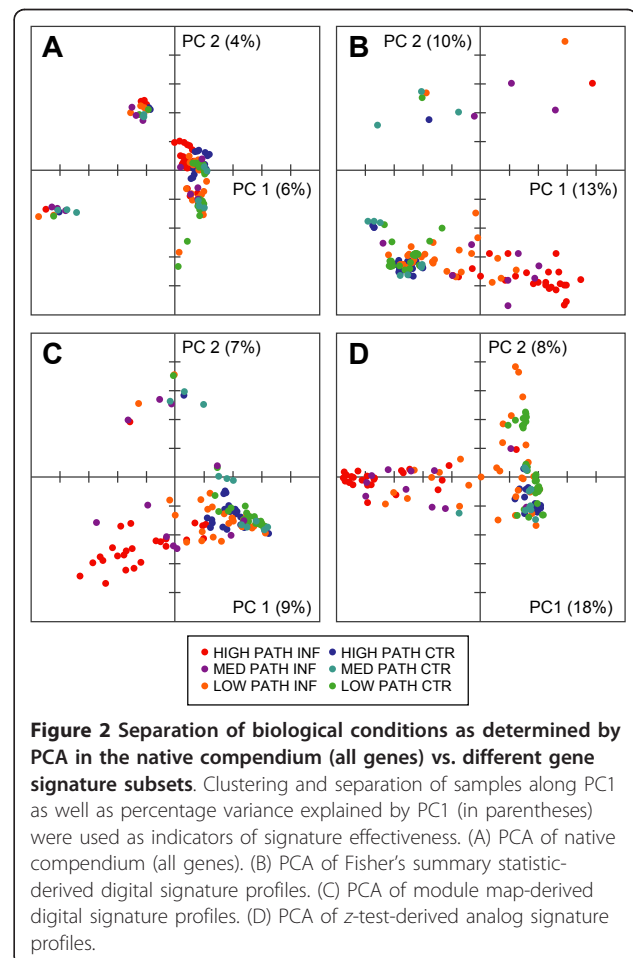 A
PC 2 (4%)
PC 1 (6%)
B
PC 2 (10%)
PC 1 (13%)
C
PC 2 (7%)
PC 1 (9%)
D
PC 2 (8%)
PC1 (18%)
HIGH PATH INF HIGH PATH CTR
MED PATH INF MED PATH CTR
LOW PATH INF LOW PATH CTR
Figure 2 Separation of biological conditions as determined by
PCA in the native compendium (all genes) vs. different gene
signature subsets. Clustering and separation of samples along PC1
as well as percentage variance explained by PC1 (in parentheses)
were used as indicators of signature effectiveness. (A) PCA of native
compendium (all genes). (B) PCA of Fisher's summary statistic-
derived digital signature profiles. (C) PCA of module map-derived
digital signature profiles. (D) PCA of z-test-derived analog signature
profiles.